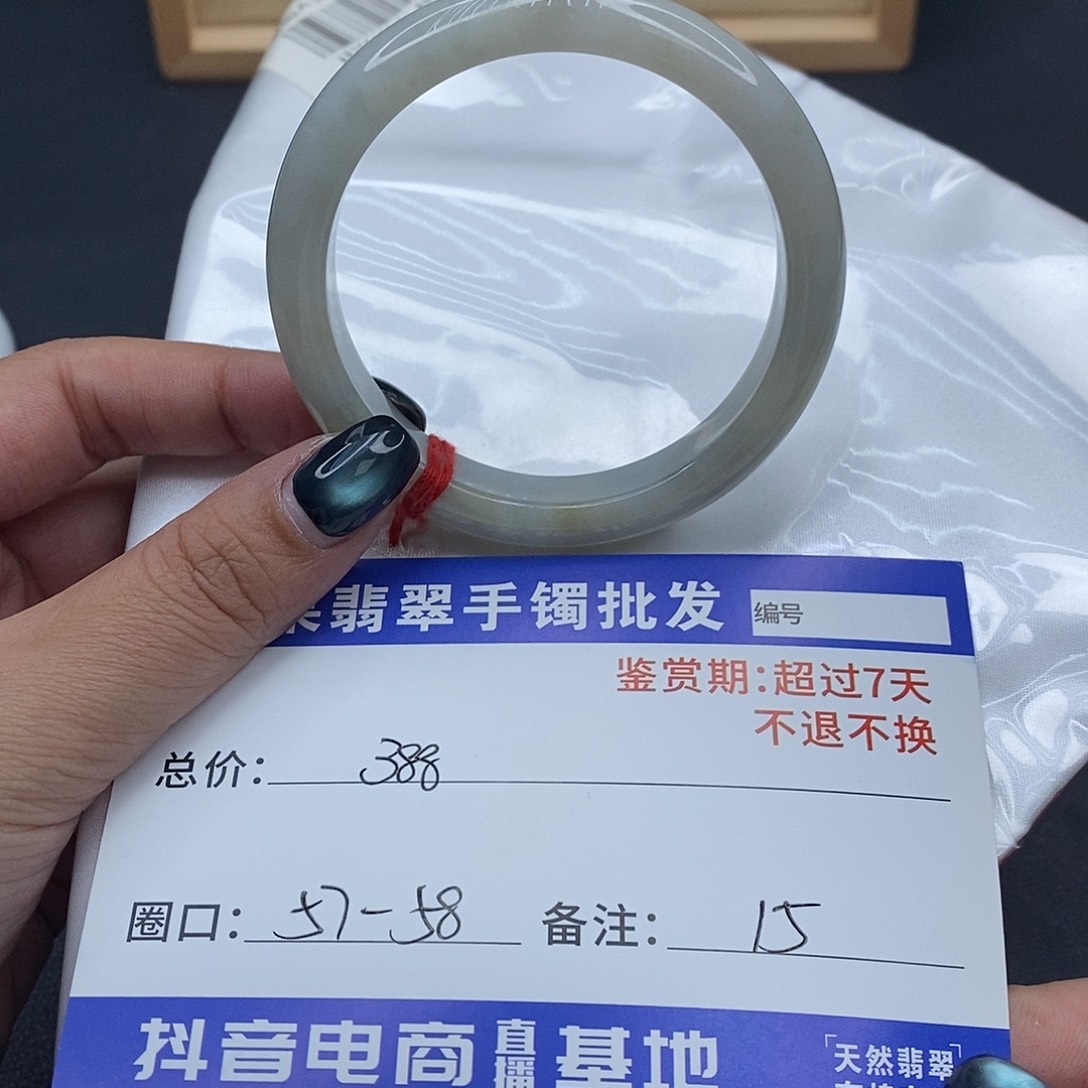 翡翠手镯批发
编号
鉴赏期:超过7天
不退不换
总价: 388
圈口: 57-58 备注: 15
抖音电商直播基地
天然翡翠